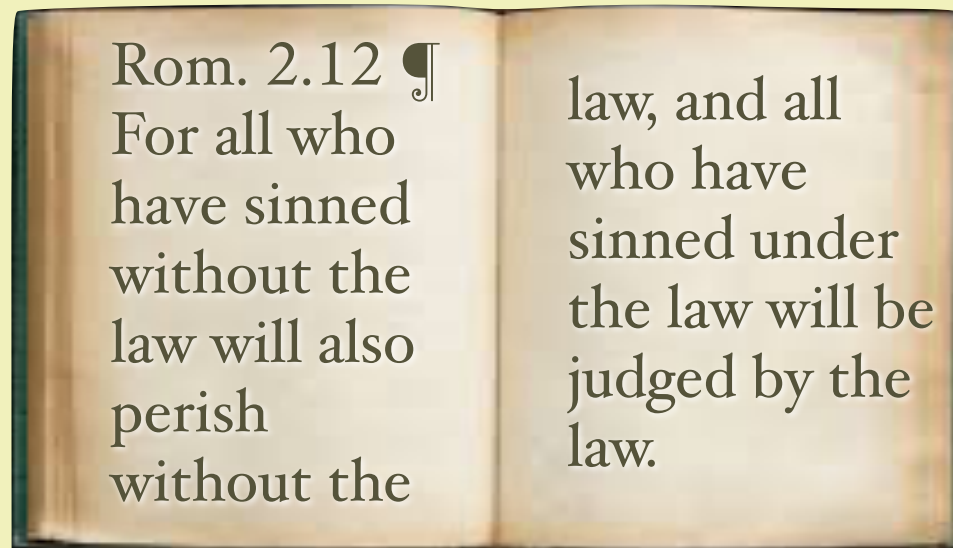 Rom. 2.12 ¶
For all who
have sinned
without the
law will also
perish
without the
law, and all
who have
sinned under
the law will be
judged by the
law.